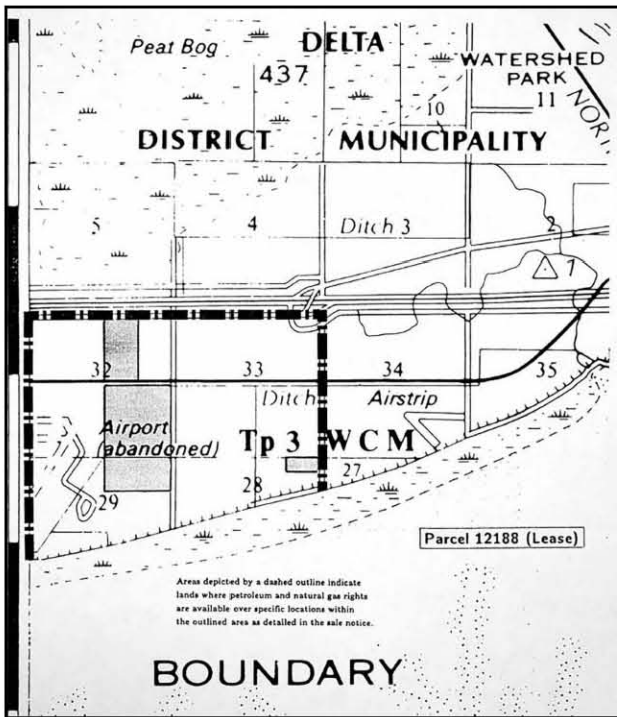 Peat Bog
DELTA
437
WATERSHED
PARK
10
11
DISTRICT MUNICIPALITY
5
4
Ditch 3
2
1
32
33
34
35
Ditch
Airstrip
Airport
(abandoned)
Tp 3 WCM
27
28
29
Parcel 12188 (Lease)
Areas depicted by a dashed outline indicate
lands where petroleum and natural gas rights
are available over specific locations within
the outlined area as detailed in the sale notice.
BOUNDARY